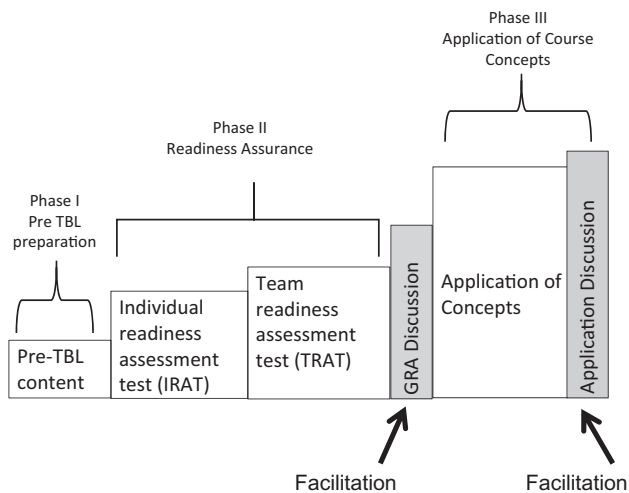 Phase III
Application of Course
Concepts
Phase II
Readiness Assurance
Phase I
Pre TBL
preparation
Pre-TBL
content
Individual
readiness
assessment
test (IRAT)
Team
readiness
assessment
test (TRAT)
GRA Discussion
Application of
Concepts
Application Discussion
Facilitation
Facilitation